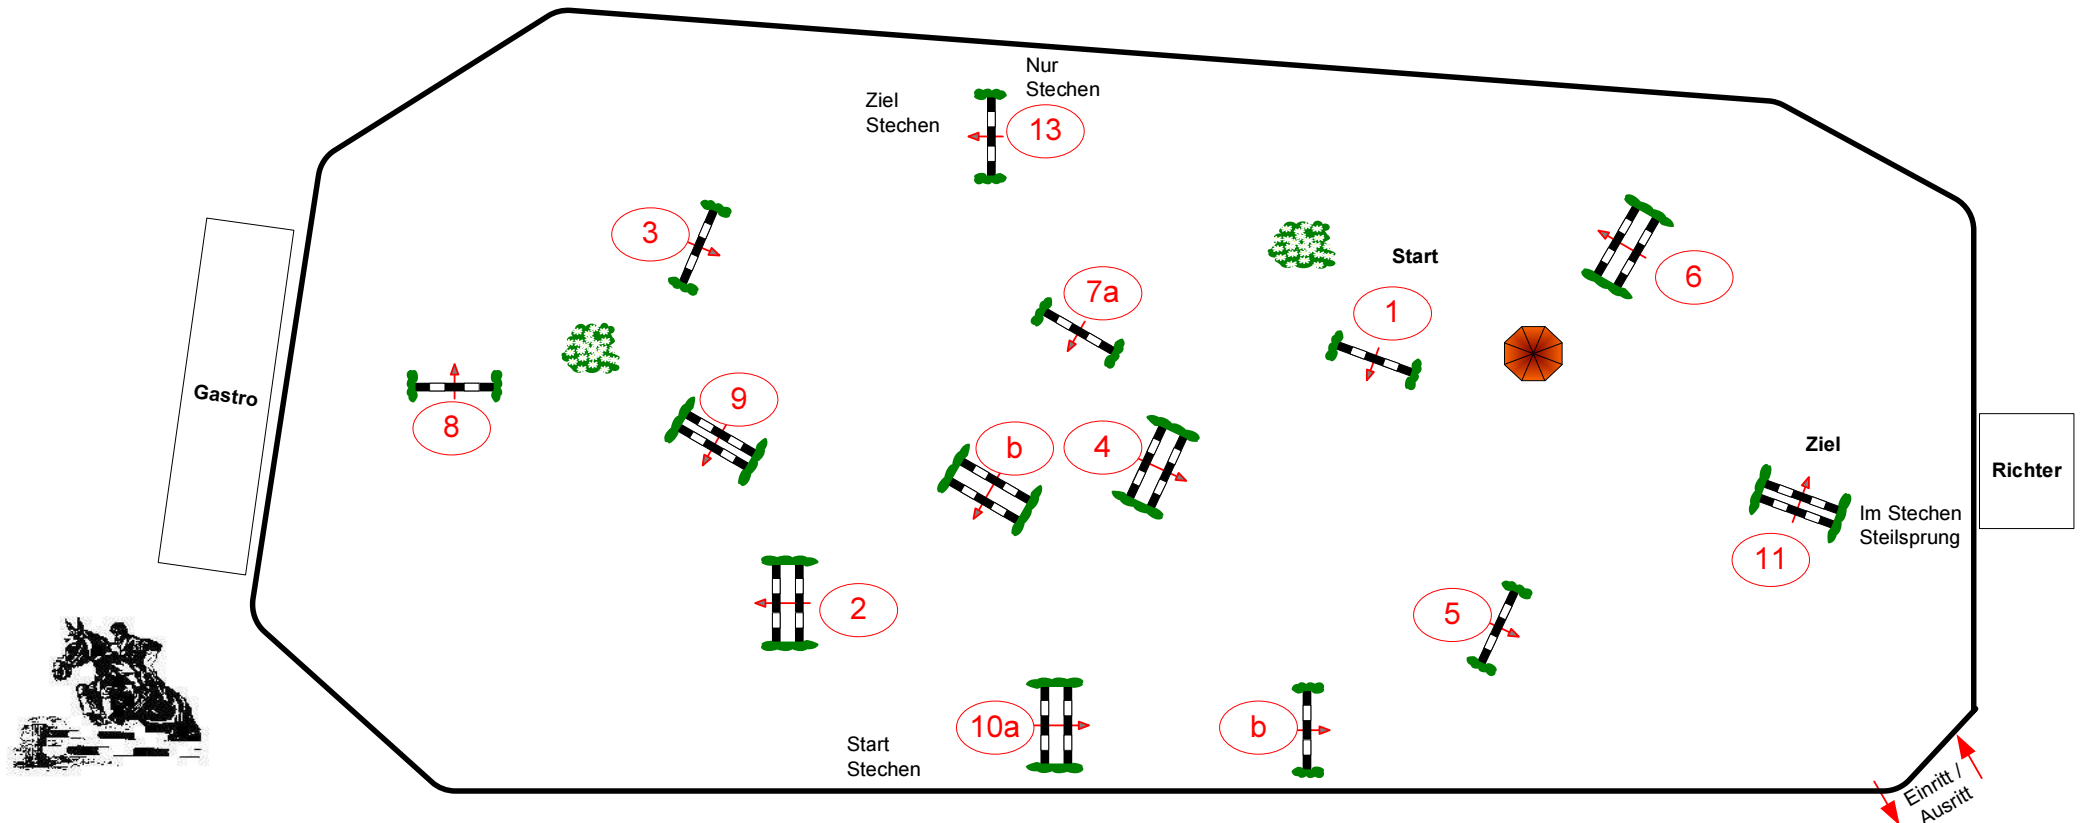 Nur
Stechen
Ziel
Stechen
13
3
Start
6
7a
1
Gastro
9
8
b
4
Ziel
Richter
Im Stechen
Steilsprung
11
2
5
10a
b
Start
Stechen
Einritt /
Ausritt